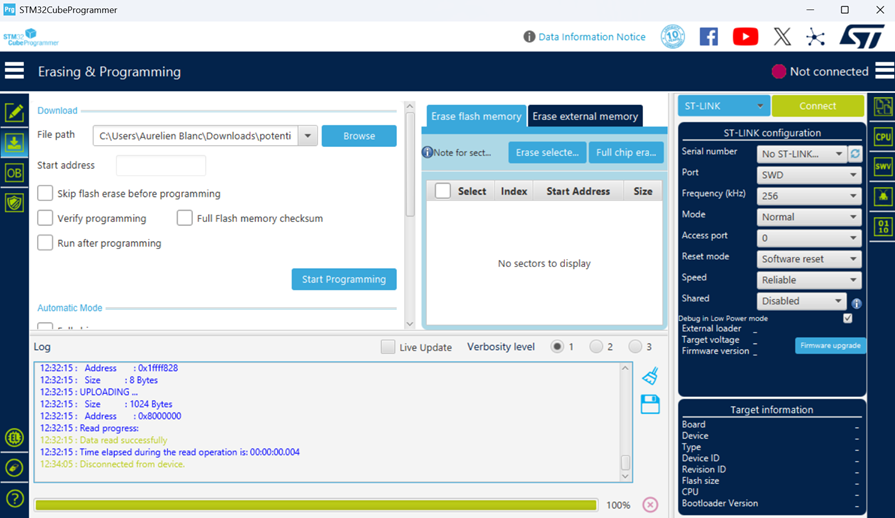 Prg STM32CubeProgrammer
STM32 CubeProgrammer
Data Information Notice
Erasing & Programming
Not connected
Download
File path
C:\Users\Aurelien Blanc\Downloads\potenti
Browse
Start address
Skip flash erase before programming
Verify programming
Full Flash memory checksum
Run after programming
Start Programming
Automatic Mode
Erase flash memory
Erase external memory
Note for sect...
Erase selecte...
Full chip era...
Select Index Start Address Size
No sectors to display
ST-LINK
Connect
ST-LINK configuration
Serial number No ST-LINK...
Port SWD
Frequency (kHz) 256
Mode Normal
Access port 0
Reset mode Software reset
Speed Reliable
Shared Disabled
Debug in Low Power mode
External loader _
Target voltage _
Firmware version _
Firmware upgrade
Target information
Board _
Device _
Type _
Device ID _
Revision ID _
Flash size _
CPU _
Bootloader Version _
Log
Live Update
Verbosity level 1 2 3
12:32:15 : Address : 0x1ffff828
12:32:15 : Size : 8 Bytes
12:32:15 : UPLOADING ...
12:32:15 : Size : 1024 Bytes
12:32:15 : Address : 0x8000000
12:32:15 : Read progress:
12:32:15 : Data read successfully
12:32:15 : Time elapsed during the read operation is: 00:00:00.004
12:34:05 : Disconnected from device.
100%
OB
CPU
SWV